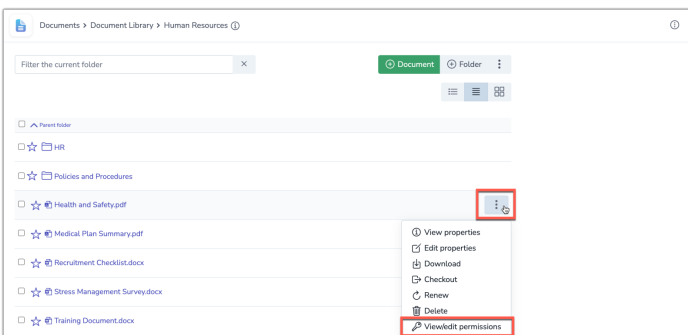 Documents > Document Library > Human Resources
Filter the current folder
Document Folder
Parent folder
HR
Policies and Procedures
Health and Safety.pdf
Medical Plan Summary.pdf
Recruitment Checklist.docx
Stress Management Survey.docx
Training Document.docx
View properties
Edit properties
Download
Checkout
Renew
Delete
View/edit permissions